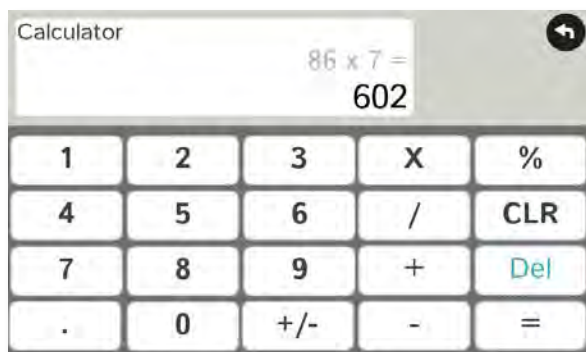 Calculator
86 x 7 =
602
1 2 3 X %
4 5 6 / CLR
7 8 9 + Del
. 0 +/- - =